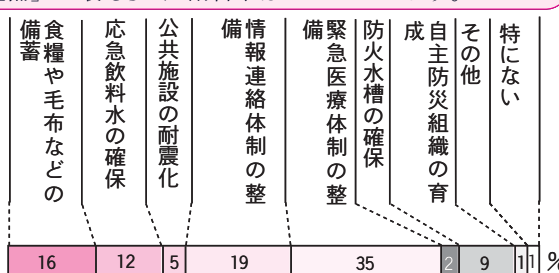 食糧や毛布などの
備蓄
応急飲料水の確保
公共施設の耐震化
情報連絡体制の整
備
緊急医療体制の整
備
防火水槽の確保
自主防災組織の育
成
その他
特にない
16 12 5 19 35 2 9 1 1 %